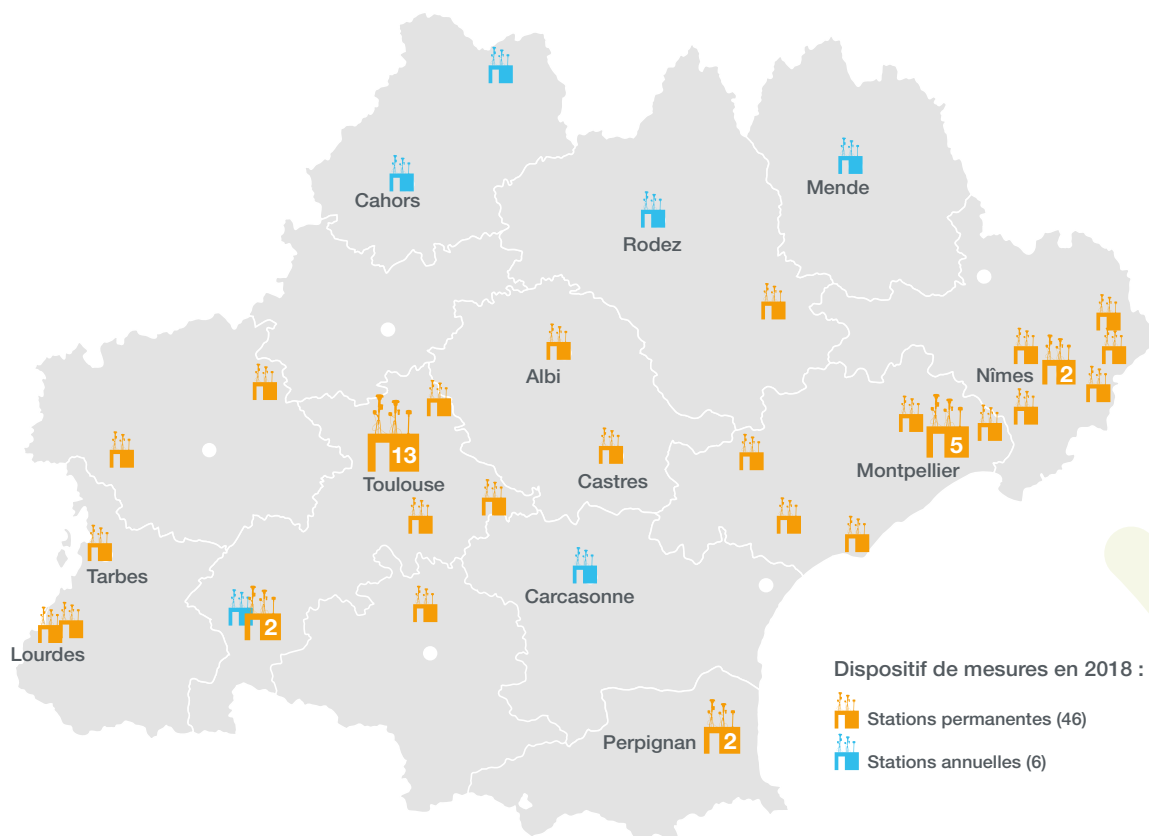 Cahors
Mende
Rodez
Albi
Nîmes
2
13
Toulouse
Castres
5
Montpellier
Tarbes
Carcasonne
2
Lourdes
Perpignan
2
Dispositif de mesures en 2018 :
Stations permanentes (46)
Stations annuelles (6)